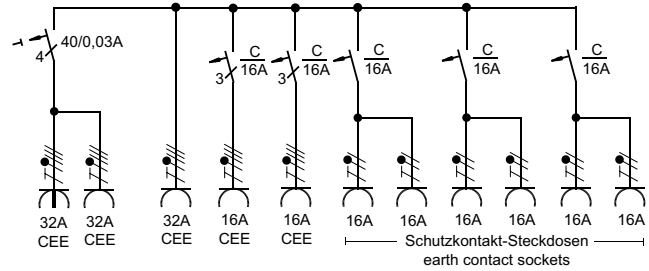 40/0,03A
4
C
16A
3
C
16A
3
C
16A
C
16A
C
16A
32A
CEE
32A
CEE
32A
CEE
16A
CEE
16A
CEE
16A
16A
16A
16A
16A
16A
Schutzkontakt-Steckdosen
earth contact sockets